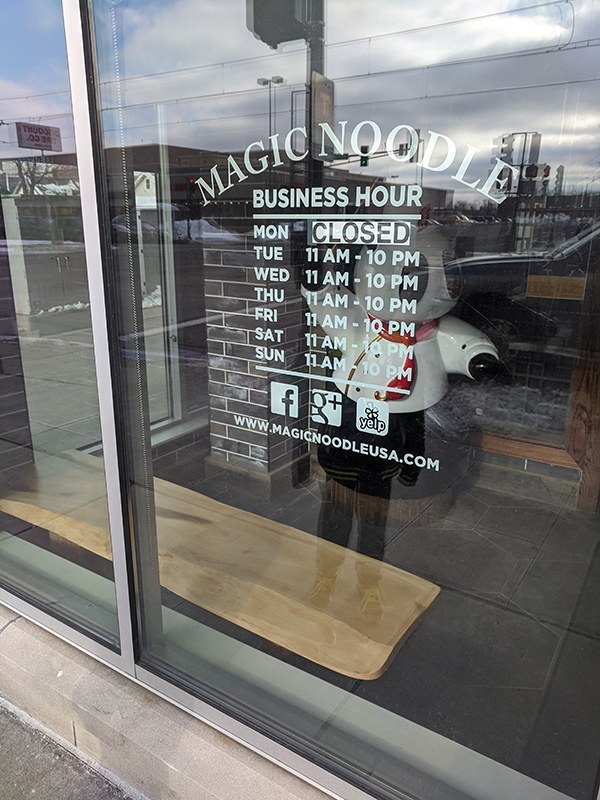 MAGIC NOODLE
BUSINESS HOUR
MON CLOSED
TUE 11 AM - 10 PM
WED 11 AM - 10 PM
THU 11 AM - 10 PM
FRI 11 AM - 10 PM
SAT 11 AM - 10 PM
SUN 11 AM - 10 PM
f g+ yelp
WWW.MAGICNOODLEUSA.COM